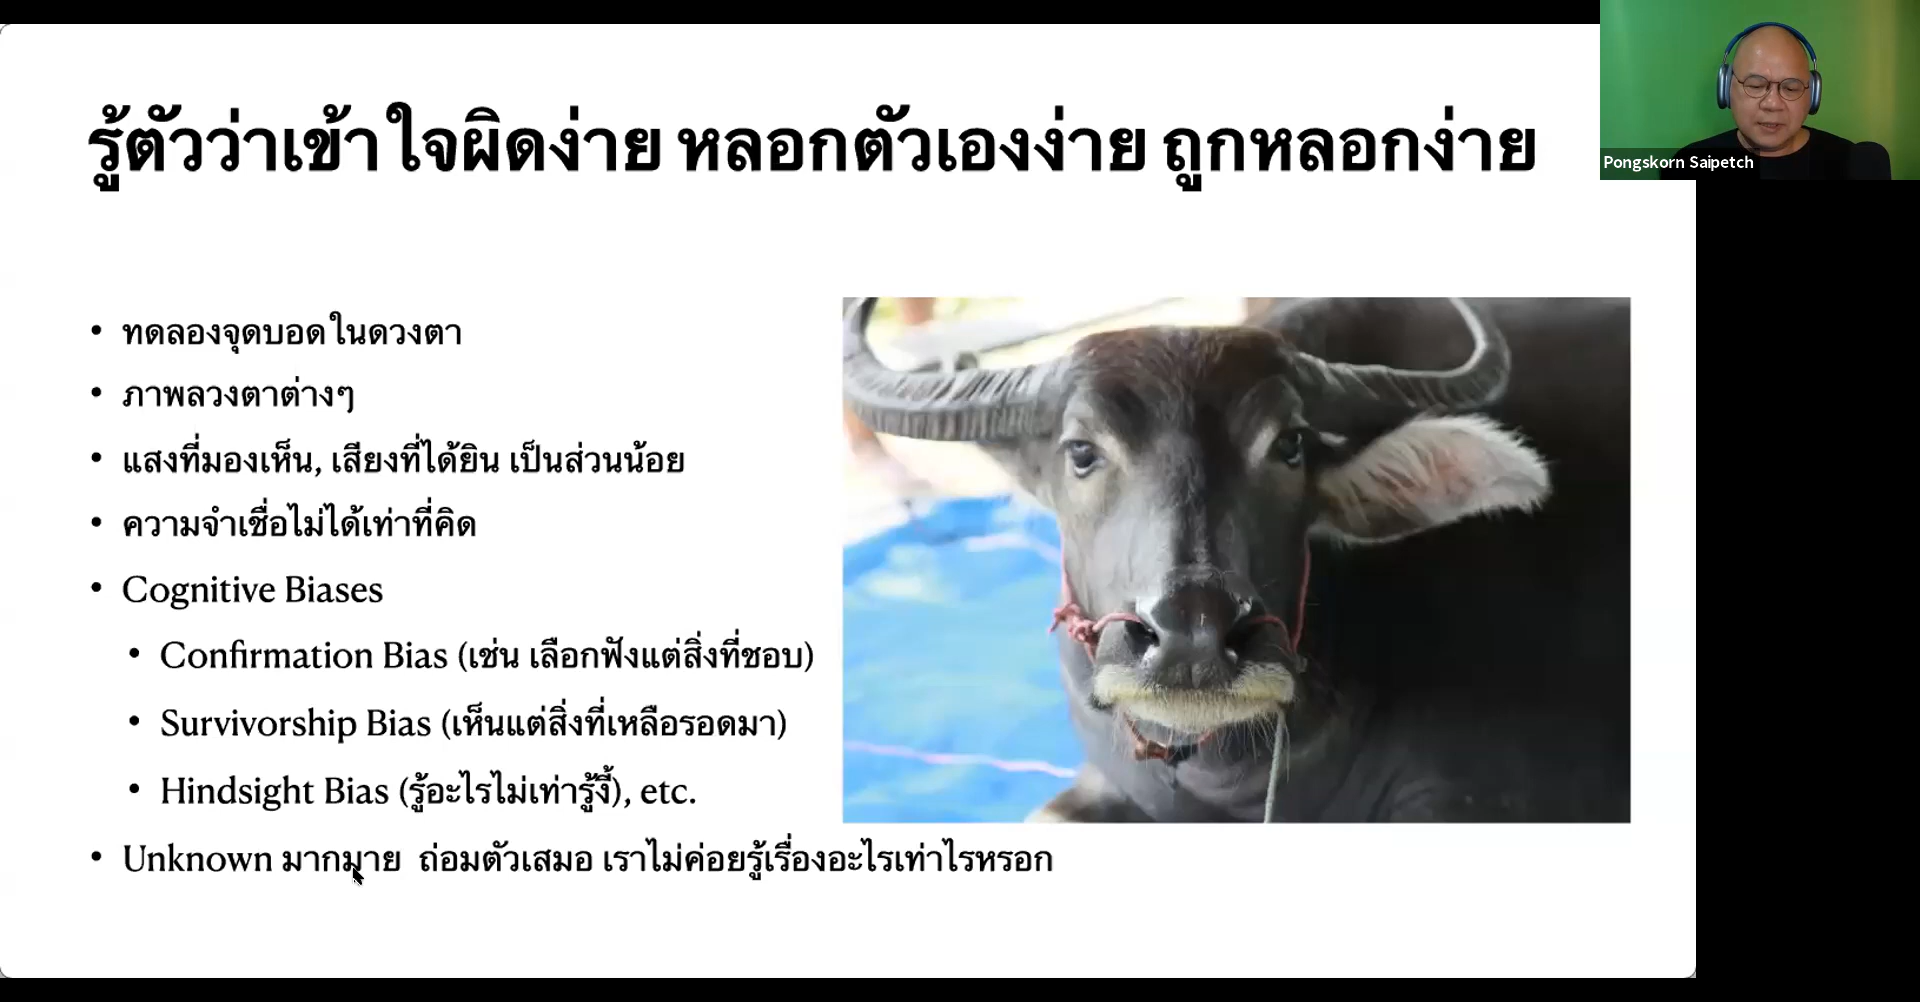 รู้ตัวว่าเข้าใจผิดง่าย หลอกตัวเองง่าย ถูกหลอกง่าย
Pongskorn Saipetch
• ทดลองจุดบอดในดวงตา
• ภาพลวงตาต่างๆ
• แสงที่มองเห็น, เสียงที่ได้ยิน เป็นส่วนน้อย
• ความจำเชื่อไม่ได้เท่าที่คิด
• Cognitive Biases
• Confirmation Bias (เช่น เลือกฟังแต่สิ่งที่ชอบ)
• Survivorship Bias (เห็นแต่สิ่งที่เหลือรอดมา)
• Hindsight Bias (รู้อะไรไม่เท่ารู้งี้), etc.
• Unknown มากมาย ถ่อมตัวเสมอ เราไม่ค่อยรู้เรื่องอะไรเท่าไรหรอก